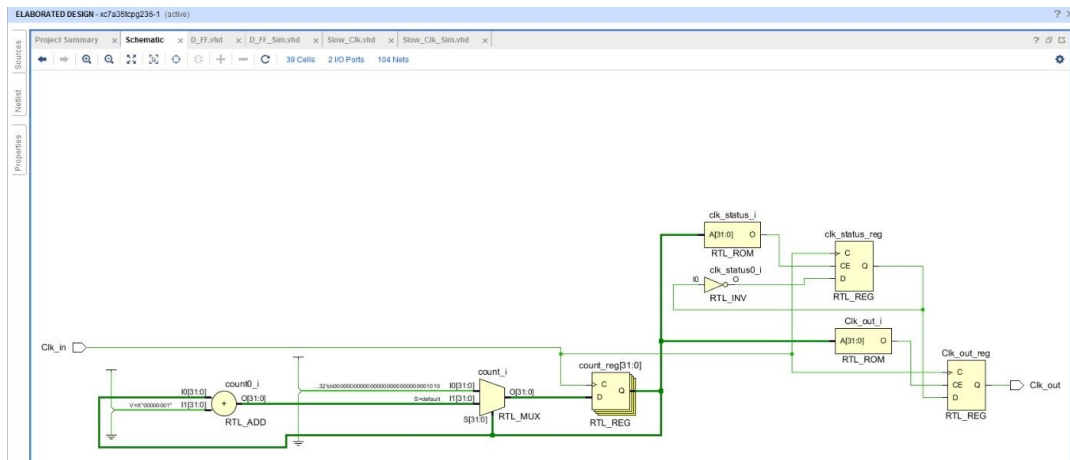 ELABORATED DESIGN - xc7a35tcpg236-1 (active)
Project Summary x Schematic x D_FF.vhd x D_FF_Sim.vhd x Slow_Clk.vhd x Slow_Clk_Sim.vhd x
39 Cells 2 I/O Ports 104 Nets
Sources
Netlist
Properties
clk_status_i
A[31:0] O
RTL_ROM
clk_status_reg
C
CE Q
D
RTL_REG
clk_status0_i
I0 O
RTL_INV
Clk_out_i
A[31:0] O
RTL_ROM
Clk_out_reg
C
CE Q
D
RTL_REG
Clk_out
Clk_in
count0_i
I0[31:0] O[31:0]
V=X"00000001" I1[31:0]
+
RTL_ADD
count_i
I0[31:0] O[31:0]
S=default I1[31:0]
S[31:0]
RTL_MUX
count_reg[31:0]
C
D Q
RTL_REG